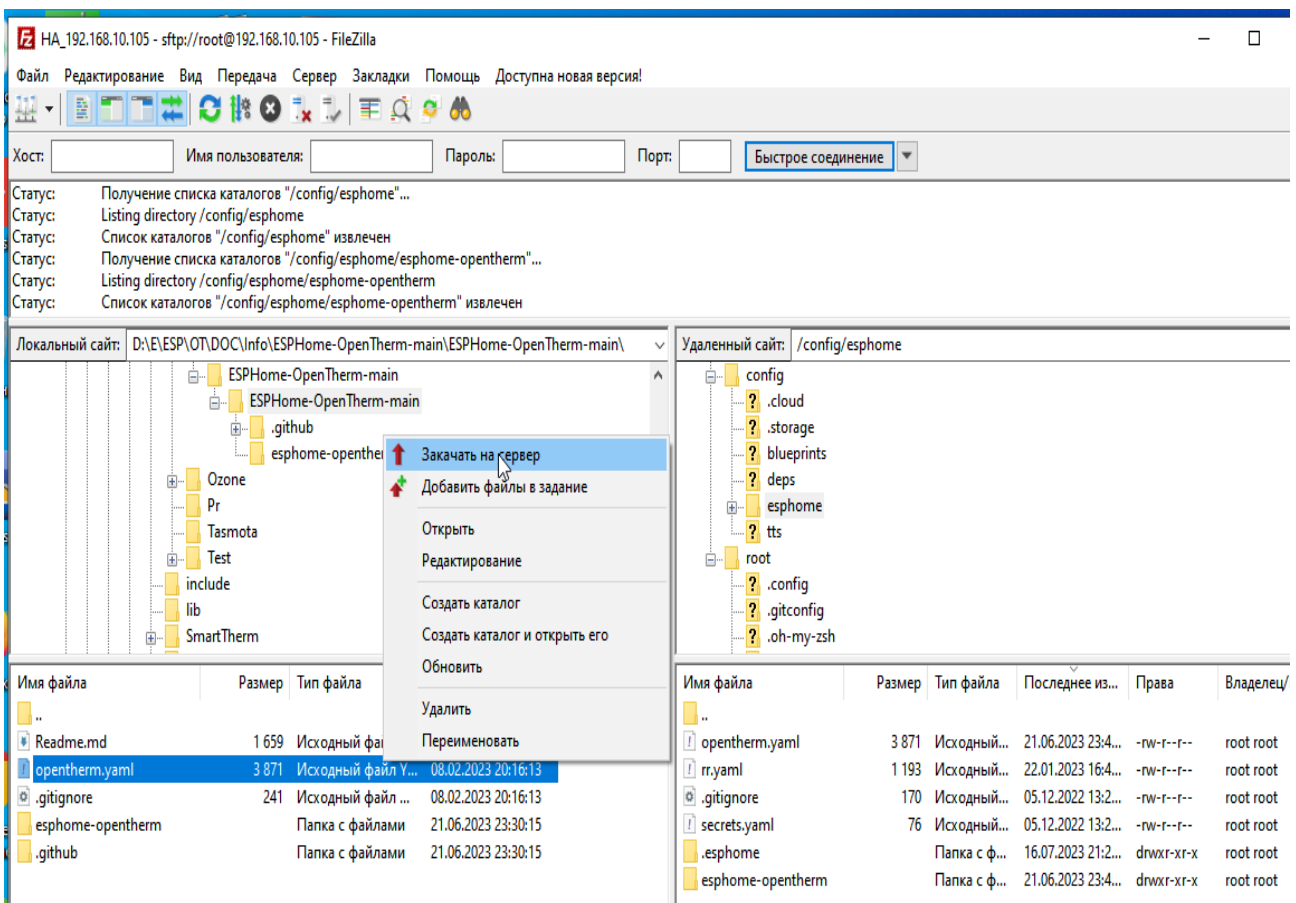 HA_192.168.10.105 - sftp://root@192.168.10.105 - FileZilla
Файл Редактирование Вид Передача Сервер Закладки Помощь Доступна новая версия!
Хост: Имя пользователя: Пароль: Порт: Быстрое соединение
Статус: Получение списка каталогов "/config/esphome"...
Статус: Listing directory /config/esphome
Статус: Список каталогов "/config/esphome" извлечен
Статус: Получение списка каталогов "/config/esphome/esphome-opentherm"...
Статус: Listing directory /config/esphome/esphome-opentherm
Статус: Список каталогов "/config/esphome/esphome-opentherm" извлечен
Локальный сайт: D:\E\ESP\OT\DOC\Info\ESPHome-OpenTherm-main\ESPHome-OpenTherm-main\
ESPHome-OpenTherm-main
ESPHome-OpenTherm-main
.github
esphome-openther
Ozone
Pr
Tasmota
Test
include
lib
SmartTherm
Закачать на сервер
Добавить файлы в задание
Открыть
Редактирование
Создать каталог
Создать каталог и открыть его
Обновить
Удалить
Переименовать
Удаленный сайт: /config/esphome
config
.cloud
.storage
blueprints
deps
esphome
tts
root
.config
.gitconfig
.oh-my-zsh
Имя файла Размер Тип файла
..
Readme.md 1 659 Исходный фай
opentherm.yaml 3 871 Исходный файл Y... 08.02.2023 20:16:13
.gitignore 241 Исходный файл ... 08.02.2023 20:16:13
esphome-opentherm Папка с файлами 21.06.2023 23:30:15
.github Папка с файлами 21.06.2023 23:30:15
Имя файла Размер Тип файла Последнее из... Права Владелец/
..
opentherm.yaml 3 871 Исходный... 21.06.2023 23:4... -rw-r--r-- root root
rr.yaml 1 193 Исходный... 22.01.2023 16:4... -rw-r--r-- root root
.gitignore 170 Исходный... 05.12.2022 13:2... -rw-r--r-- root root
secrets.yaml 76 Исходный... 05.12.2022 13:2... -rw-r--r-- root root
.esphome Папка с ф... 16.07.2023 21:2... drwxr-xr-x root root
esphome-opentherm Папка с ф... 21.06.2023 23:4... drwxr-xr-x root root